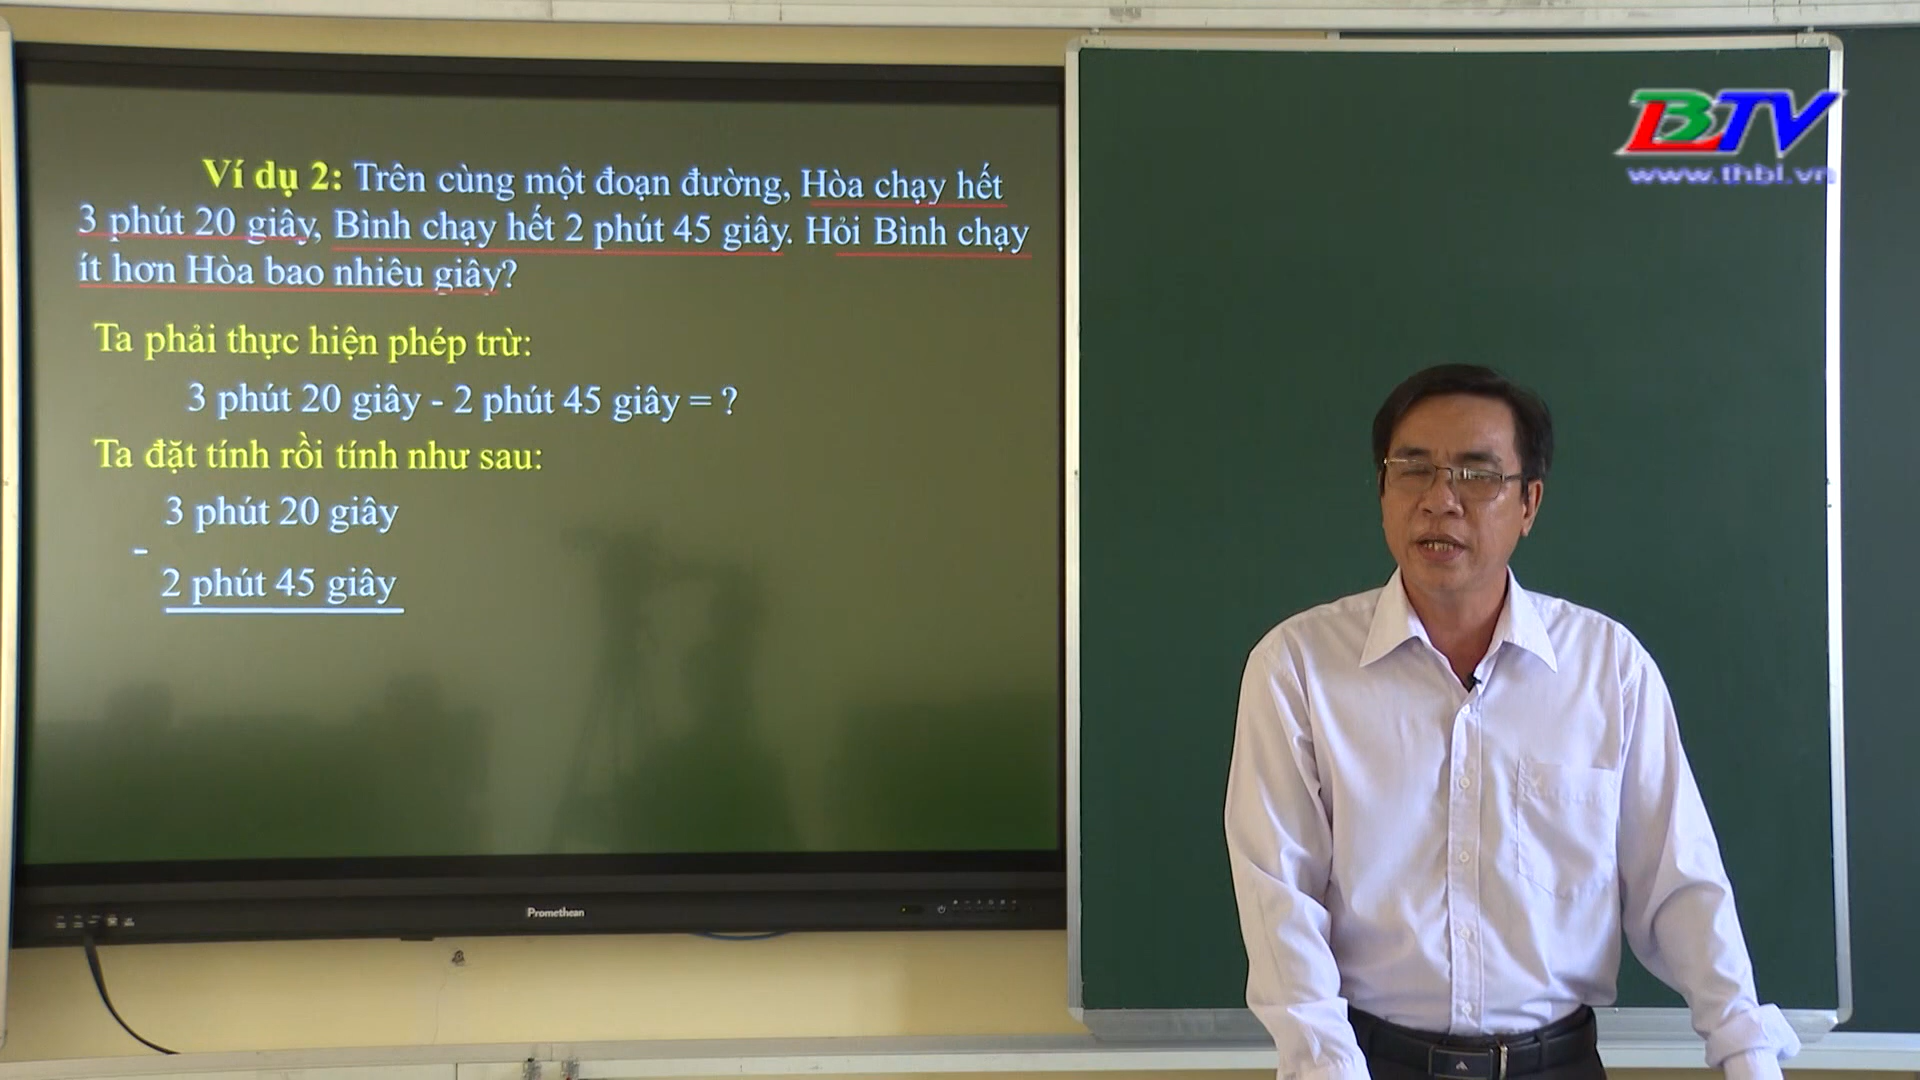 BTV
www.thbl.vn
Ví dụ 2: Trên cùng một đoạn đường, Hòa chạy hết
3 phút 20 giây, Bình chạy hết 2 phút 45 giây. Hỏi Bình chạy
ít hơn Hòa bao nhiêu giây?
Ta phải thực hiện phép trừ:
3 phút 20 giây - 2 phút 45 giây = ?
Ta đặt tính rồi tính như sau:
3 phút 20 giây
-
2 phút 45 giây
Promethean